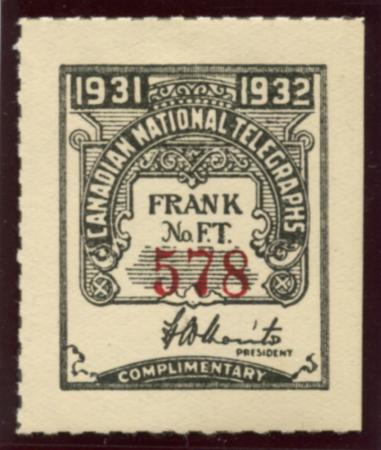 1931 1932
CANADIAN NATIONAL TELEGRAPHS
FRANK
No. F.T.
578
PRESIDENT
COMPLIMENTARY